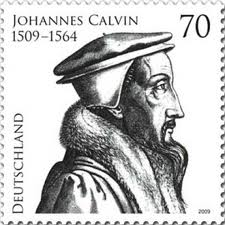 JOHANNES CALVIN
1509–1564
70
DEUTSCHLAND
2009